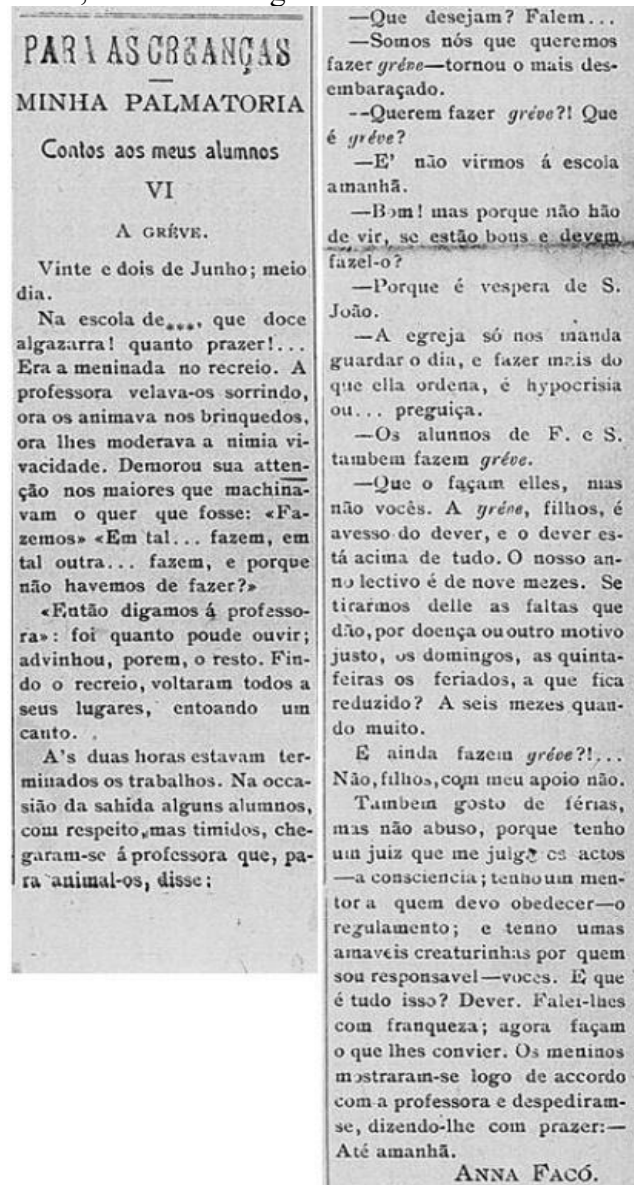 PARA AS CREANÇAS
MINHA PALMATORIA
Contos aos meus alumnos
VI
A GRÉVE.
Vinte e dois de Junho; meio
dia.
Na escola de***, que doce
algazarra! quanto prazer!...
Era a meninada no recreio. A
professora velava-os sorrindo,
ora os animava nos brinquedos,
ora lhes moderava a nimia vi-
vacidade. Demorou sua atten-
ção nos maiores que machina-
vam o quer que fosse: «Fa-
zemos» «Em tal... fazem, em
tal outra... fazem, e porque
não havemos de fazer?»
«Então digamos á professo-
ra»: foi quanto poude ouvir;
advinhou, porem, o resto. Fin-
do o recreio, voltaram todos a
seus lugares, entoando um
canto.
A's duas horas estavam ter-
minados os trabalhos. Na occa-
sião da sahida alguns alumnos,
com respeito, mas timidos, che-
garam-se á professora que, pa-
ra animal-os, disse:
—Que desejam? Falem...
—Somos nós que queremos
fazer gréve—tornou o mais des-
embaraçado.
--Querem fazer gréve?! Que
é gréve?
—E' não virmos á escola
amanhã.
—Bom! mas porque não hão
de vir, se estão bons e devem
fazel-o?
—Porque é vespera de S.
João.
—A egreja só nos manda
guardar o dia, e fazer mais do
que ella ordena, é hypocrisia
ou... preguiça.
—Os alumnos de F. e S.
tambem fazem gréve.
—Que o façam elles, mas
não vocês. A gréve, filhos, é
avesso do dever, e o dever es-
tá acima de tudo. O nosso an-
no lectivo é de nove mezes. Se
tirarmos delle as faltas que
dão, por doença ou outro motivo
justo, os domingos, as quinta-
feiras os feriados, a que fica
reduzido? A seis mezes quan-
do muito.
E ainda fazem gréve?!...
Não, filhos, com meu apoio não.
Tambem gosto de férias,
mas não abuso, porque tenho
um juiz que me julga os actos
—a consciencia; tenho um men-
tor a quem devo obedecer—o
regulamento; e tenno umas
amaveis creaturinhas por quem
sou responsavel—voces. E que
é tudo isso? Dever. Falei-lhes
com franqueza; agora façam
o que lhes convier. Os meninos
mostraram-se logo de accordo
com a professora e despediram-
se, dizendo-lhe com prazer:—
Até amanhã.
ANNA FACÓ.